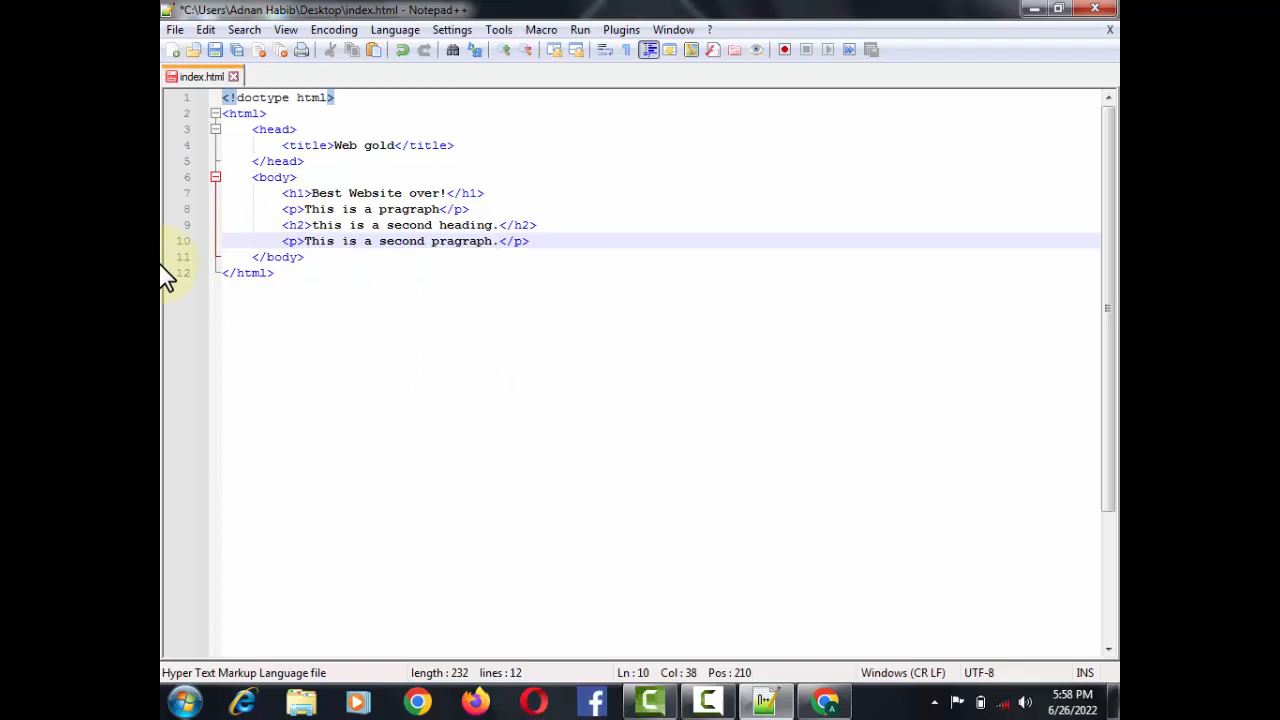 *C:\Users\Adnan Habib\Desktop\index.html - Notepad++
File Edit Search View Encoding Language Settings Tools Macro Run Plugins Window ? X
index.html
1 <!doctype html>
2 <html>
3 <head>
4 <title>Web gold</title>
5 </head>
6 <body>
7 <h1>Best Website over!</h1>
8 <p>This is a pragraph</p>
9 <h2>this is a second heading.</h2>
10 <p>This is a second pragraph.</p>
11 </body>
12 </html>
Hyper Text Markup Language file length : 232 lines : 12 Ln : 10 Col : 38 Pos : 210 Windows (CR LF) UTF-8 INS
5:58 PM
6/26/2022